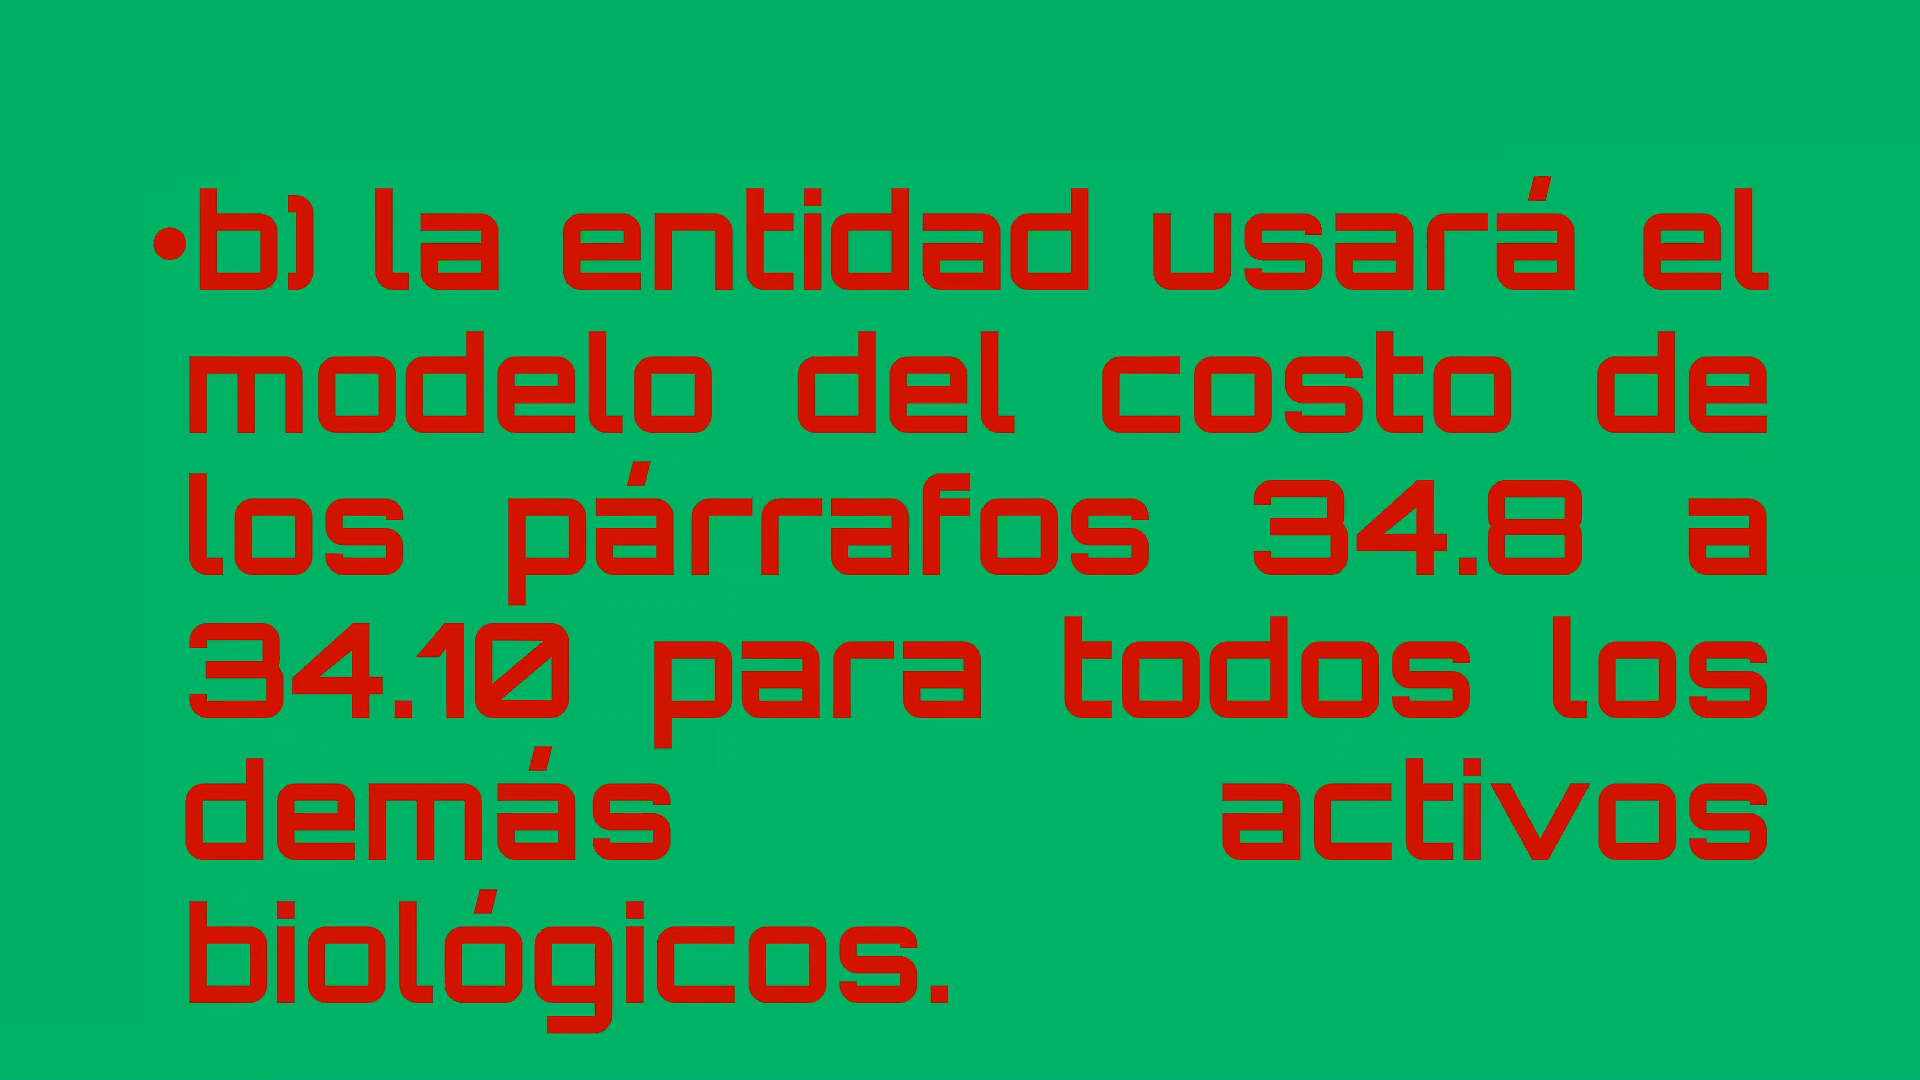 •b) la entidad usará el
modelo del costo de
los párrafos 34.8 a
34.10 para todos los
demás activos
biológicos.